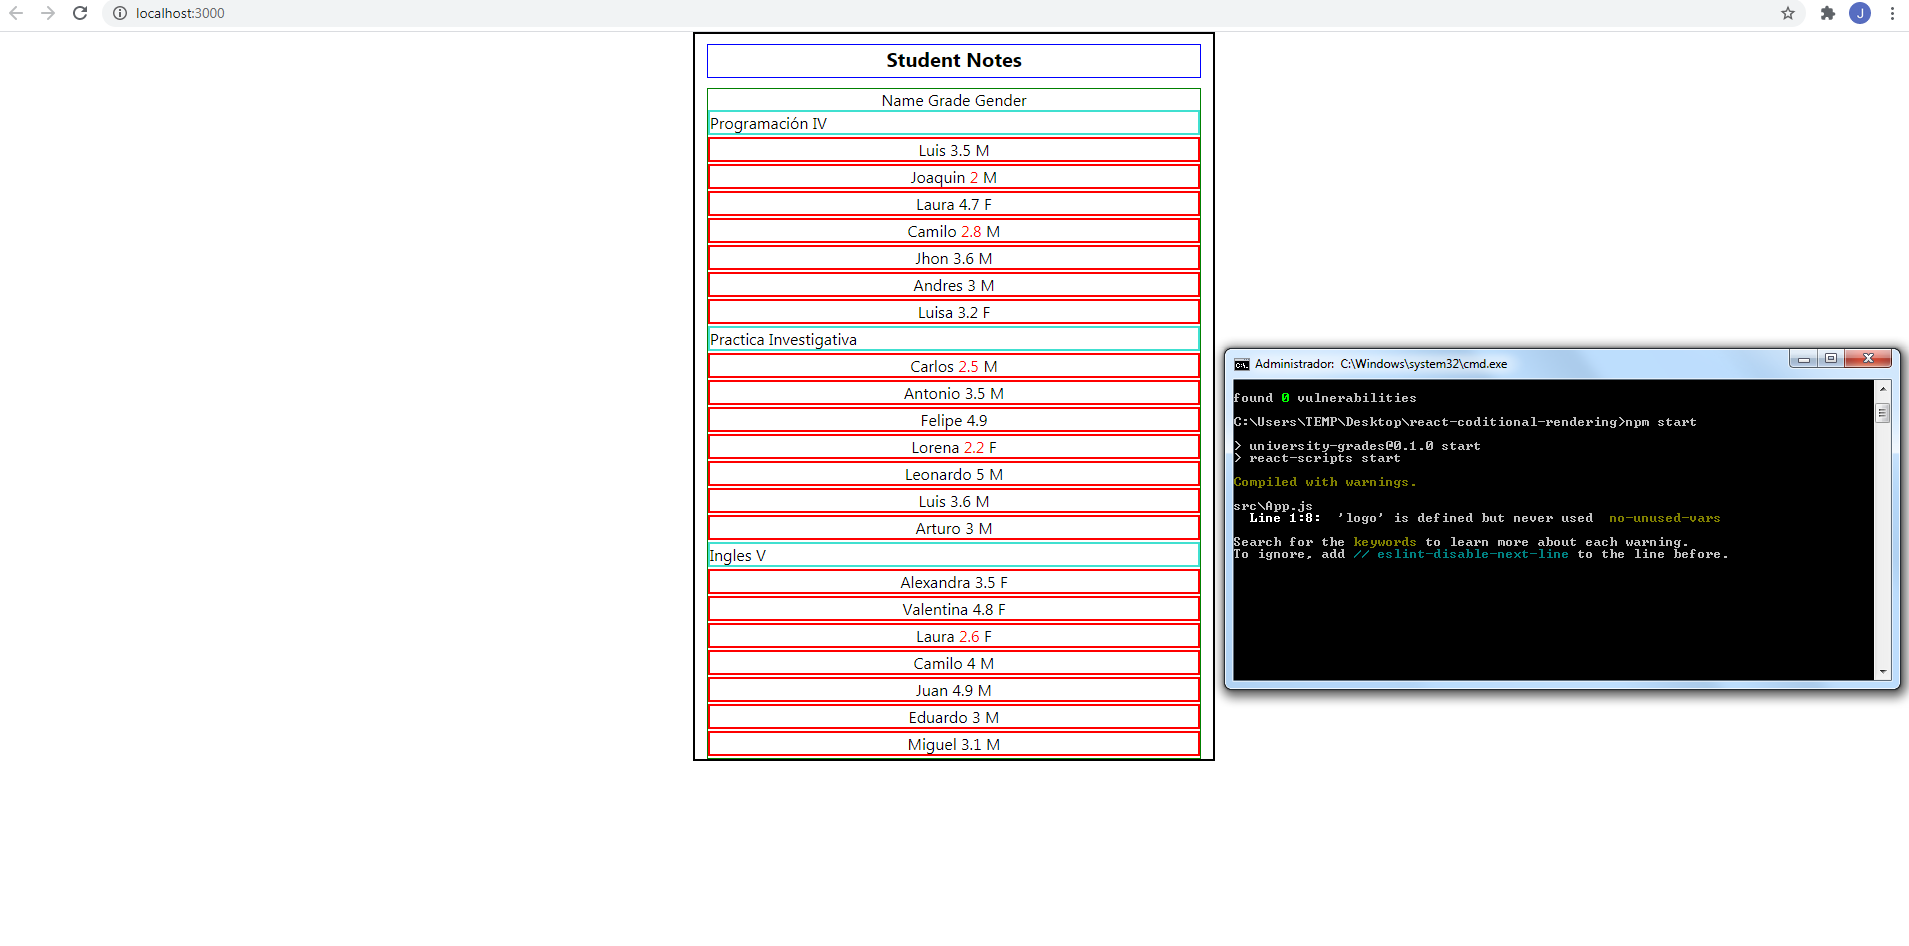 localhost:3000
J
Student Notes
Name Grade Gender
Programación IV
Luis 3.5 M
Joaquin 2 M
Laura 4.7 F
Camilo 2.8 M
Jhon 3.6 M
Andres 3 M
Luisa 3.2 F
Practica Investigativa
Carlos 2.5 M
Antonio 3.5 M
Felipe 4.9
Lorena 2.2 F
Leonardo 5 M
Luis 3.6 M
Arturo 3 M
Ingles V
Alexandra 3.5 F
Valentina 4.8 F
Laura 2.6 F
Camilo 4 M
Juan 4.9 M
Eduardo 3 M
Miguel 3.1 M
Administrador: C:\Windows\system32\cmd.exe
found 0 vulnerabilities
C:\Users\TEMP\Desktop\react-coditional-rendering>npm start
> university-grades@0.1.0 start
> react-scripts start
Compiled with warnings.
src\App.js
Line 1:8: 'logo' is defined but never used no-unused-vars
Search for the keywords to learn more about each warning.
To ignore, add // eslint-disable-next-line to the line before.